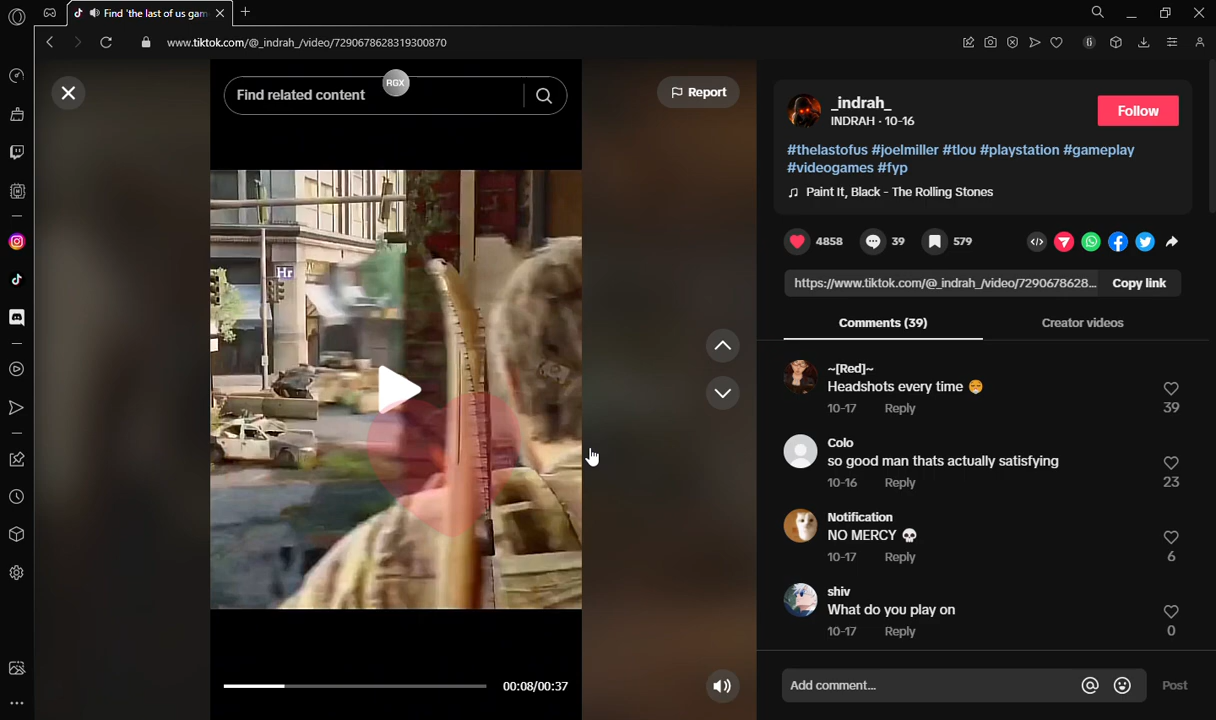 Find 'the last of us gam
www.tiktok.com/@_indrah_/video/7290678628319300870
Find related content
RGX
Report
Hr
00:08/00:37
_indrah_
INDRAH · 10-16
Follow
#thelastofus #joelmiller #tlou #playstation #gameplay
#videogames #fyp
Paint It, Black - The Rolling Stones
4858
39
579
https://www.tiktok.com/@_indrah_/video/729067828...
Copy link
Comments (39)
Creator videos
~[Red]~
Headshots every time 😁
10-17 Reply
39
Colo
so good man thats actually satisfying
10-16 Reply
23
Notification
NO MERCY 💀
10-17 Reply
6
shiv
What do you play on
10-17 Reply
0
Add comment...
Post